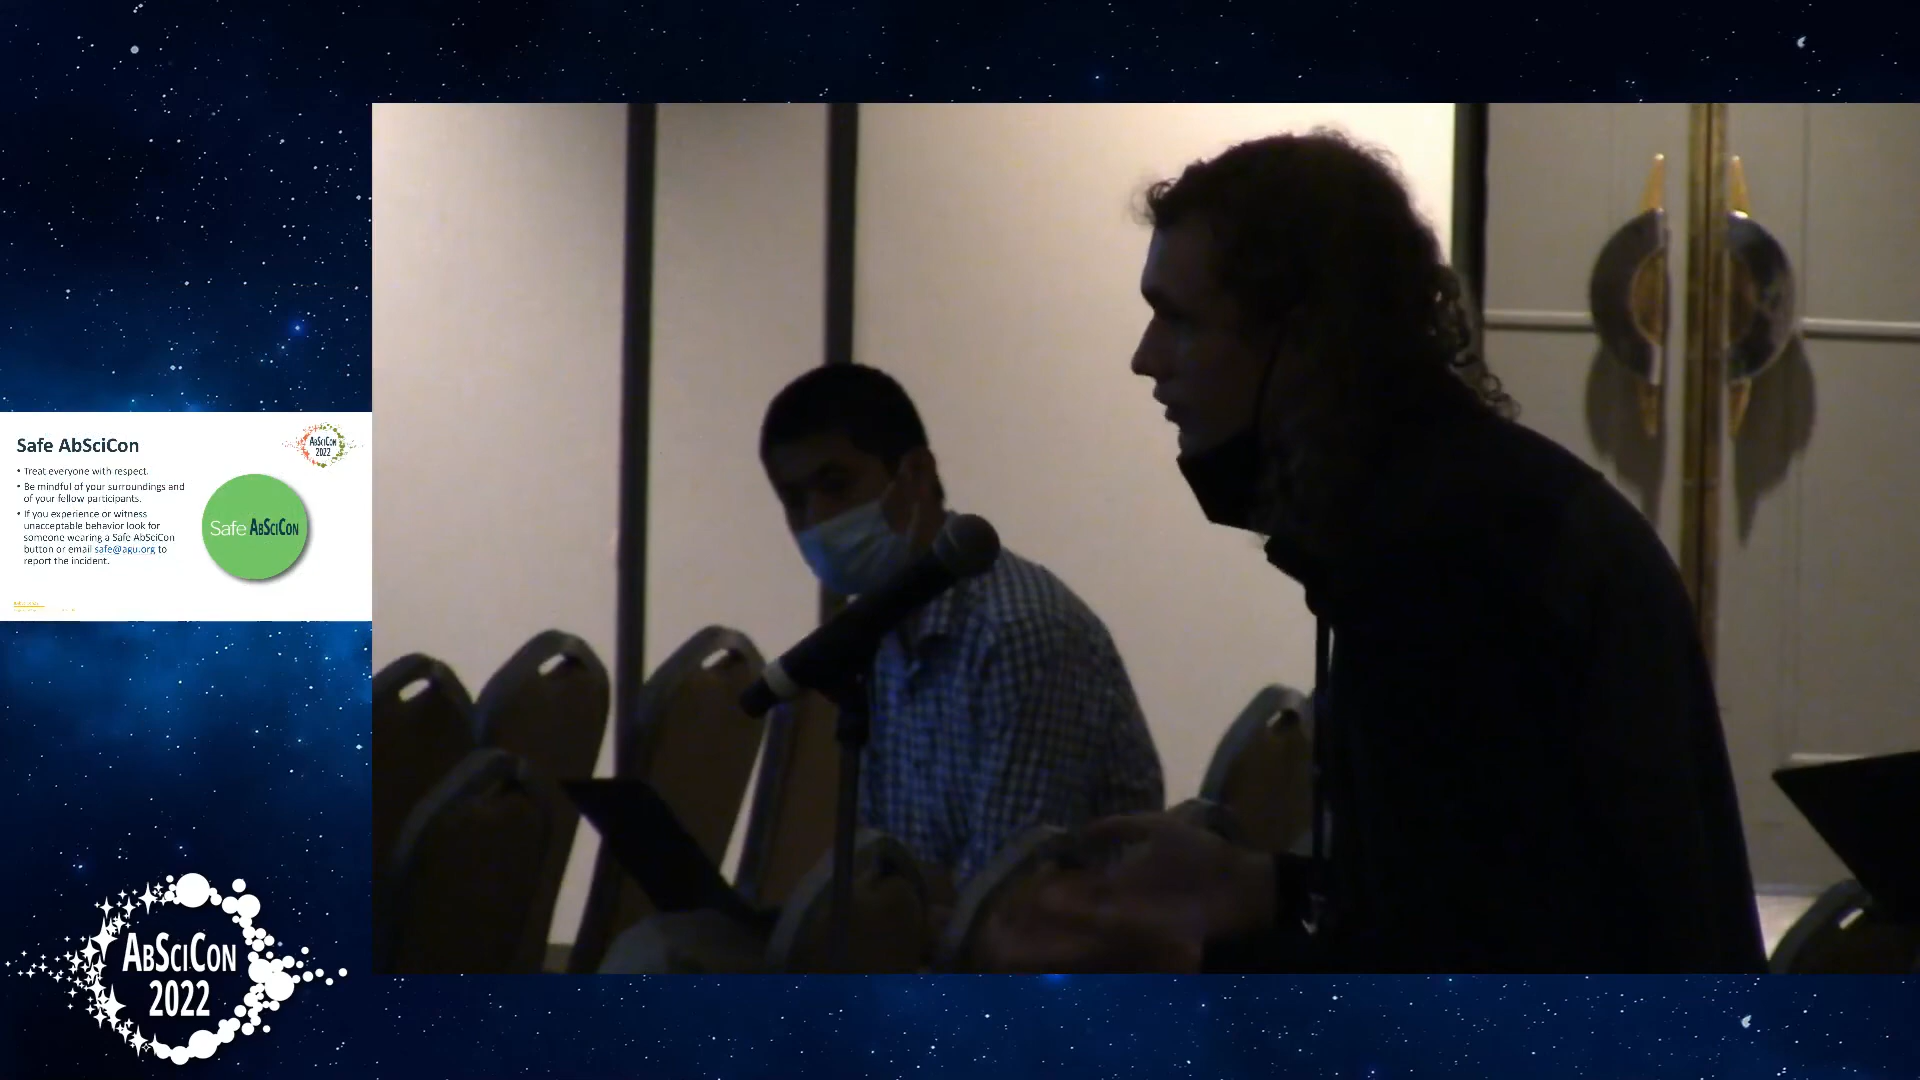 Safe AbSciCon
ABSCICON
2022
• Treat everyone with respect.
• Be mindful of your surroundings and
of your fellow participants.
• If you experience or witness
unacceptable behavior look for
someone wearing a Safe AbSciCon
button or email safe@agu.org to
report the incident.
Safe ABSCICON
ABSCICON
2022